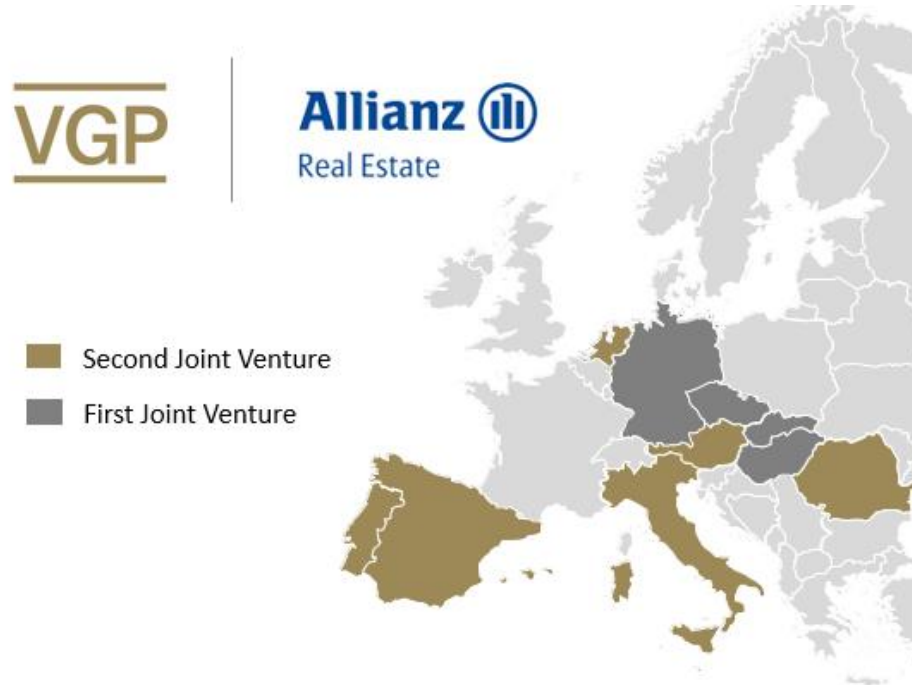 VGP
Allianz
Real Estate
Second Joint Venture
First Joint Venture